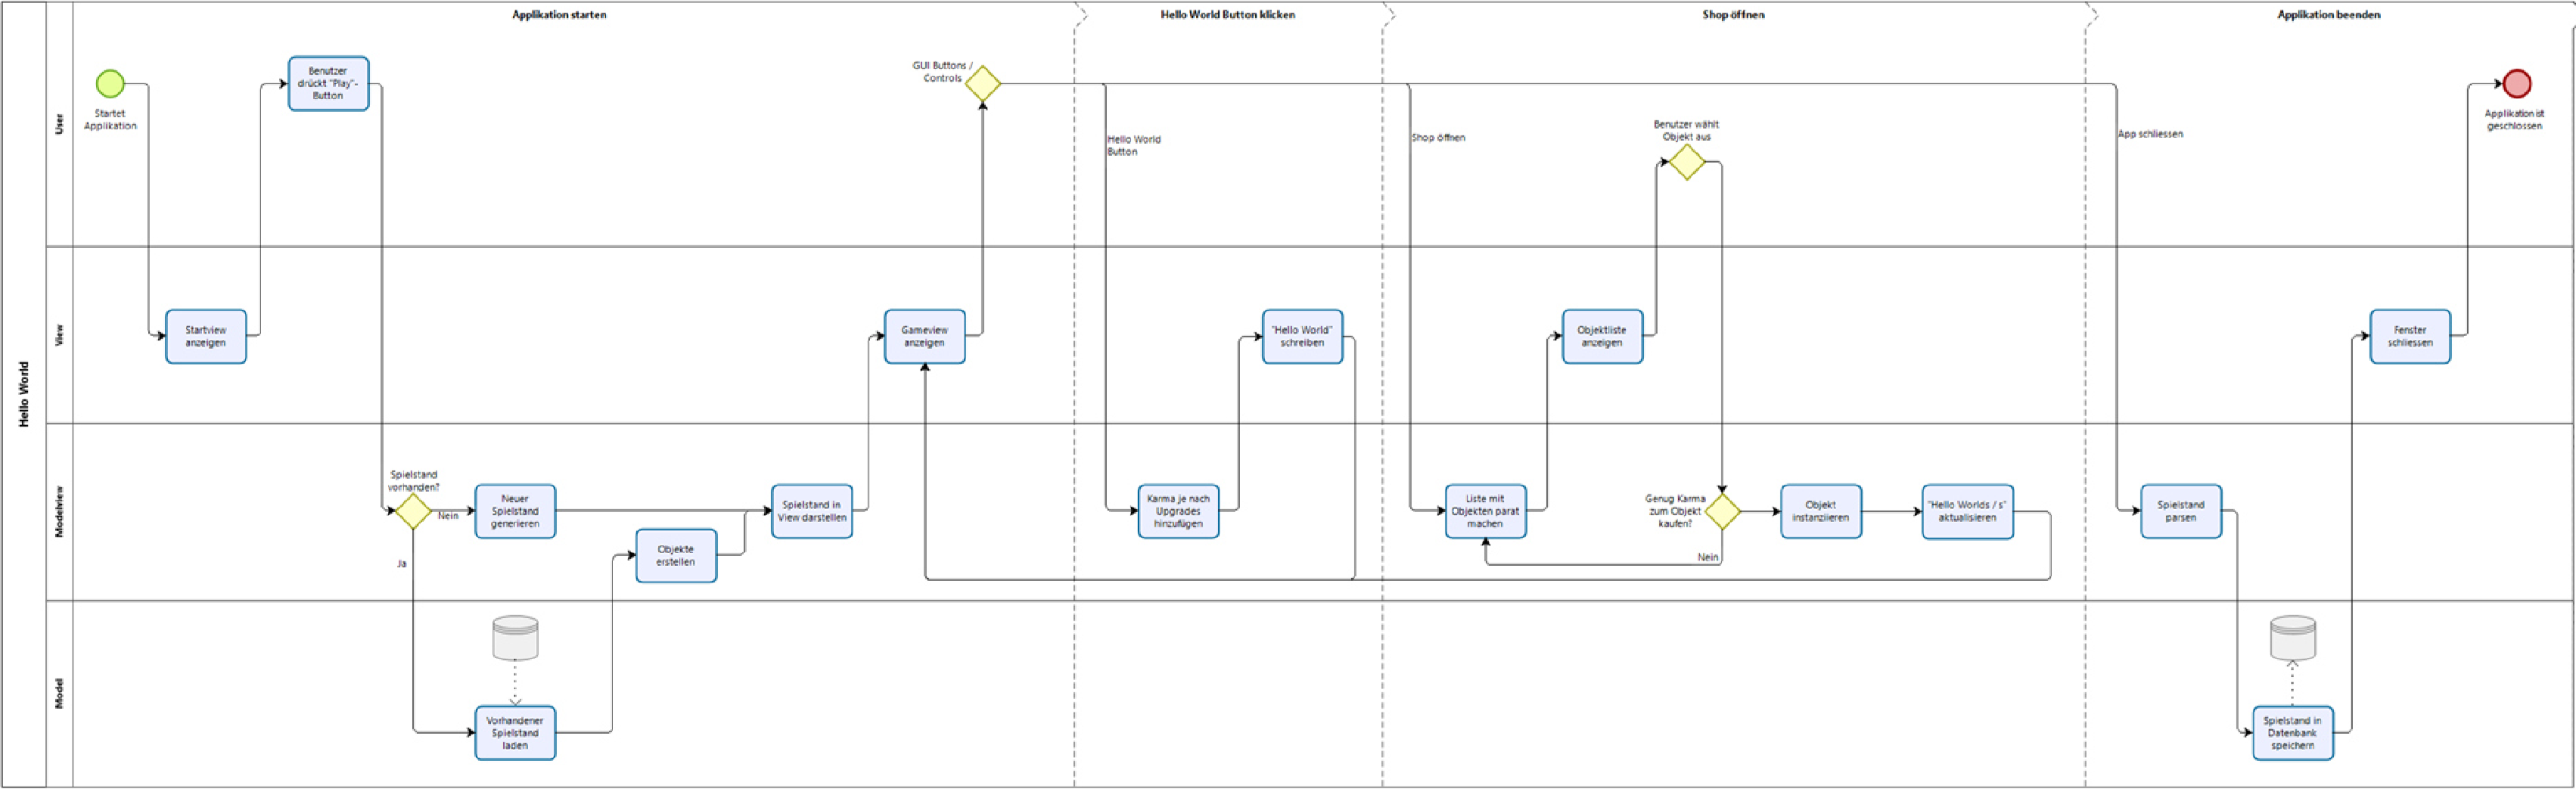 Applikation starten
Hello World Button klicken
Shop öffnen
Applikation beenden
Hello World
User
Startet
Applikation
Benutzer
drückt "Play"-
Button
GUI Buttons /
Controls
Hello World
Button
Shop öffnen
Benutzer wählt
Objekt aus
App schliessen
Applikation ist
geschlossen
View
Startview
anzeigen
Gameview
anzeigen
"Hello World"
schreiben
Objektliste
anzeigen
Fenster
schliessen
Modelview
Spielstand
vorhanden?
Nein
Ja
Neuer
Spielstand
generieren
Objekte
erstellen
Spielstand in
View darstellen
Karma je nach
Upgrades
hinzufügen
Liste mit
Objekten parat
machen
Genug Karma
zum Objekt
kaufen?
Nein
Objekt
instanziieren
"Hello Worlds / s"
aktualisieren
Spielstand
parsen
Model
Vorhandener
Spielstand
laden
Spielstand in
Datenbank
speichern